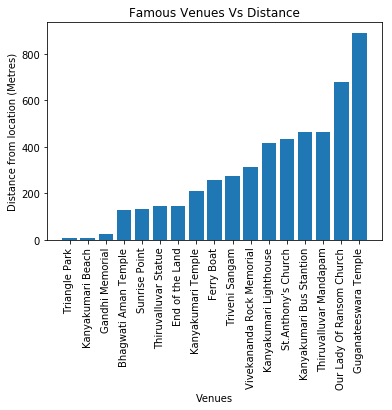 Famous Venues Vs Distance
Distance from location (Metres)
800
600
400
200
0
Triangle Park
Kanyakumari Beach
Gandhi Memorial
Bhagwati Aman Temple
Sunrise Point
Thiruvalluvar Statue
End of the Land
Kanyakumari Temple
Ferry Boat
Triveni Sangam
Vivekananda Rock Memorial
Kanyakumari Lighthouse
St.Anthony's Church
Kanyakumari Bus Stantion
Thiruvalluvar Mandapam
Our Lady Of Ransom Church
Guganateeswara Temple
Venues